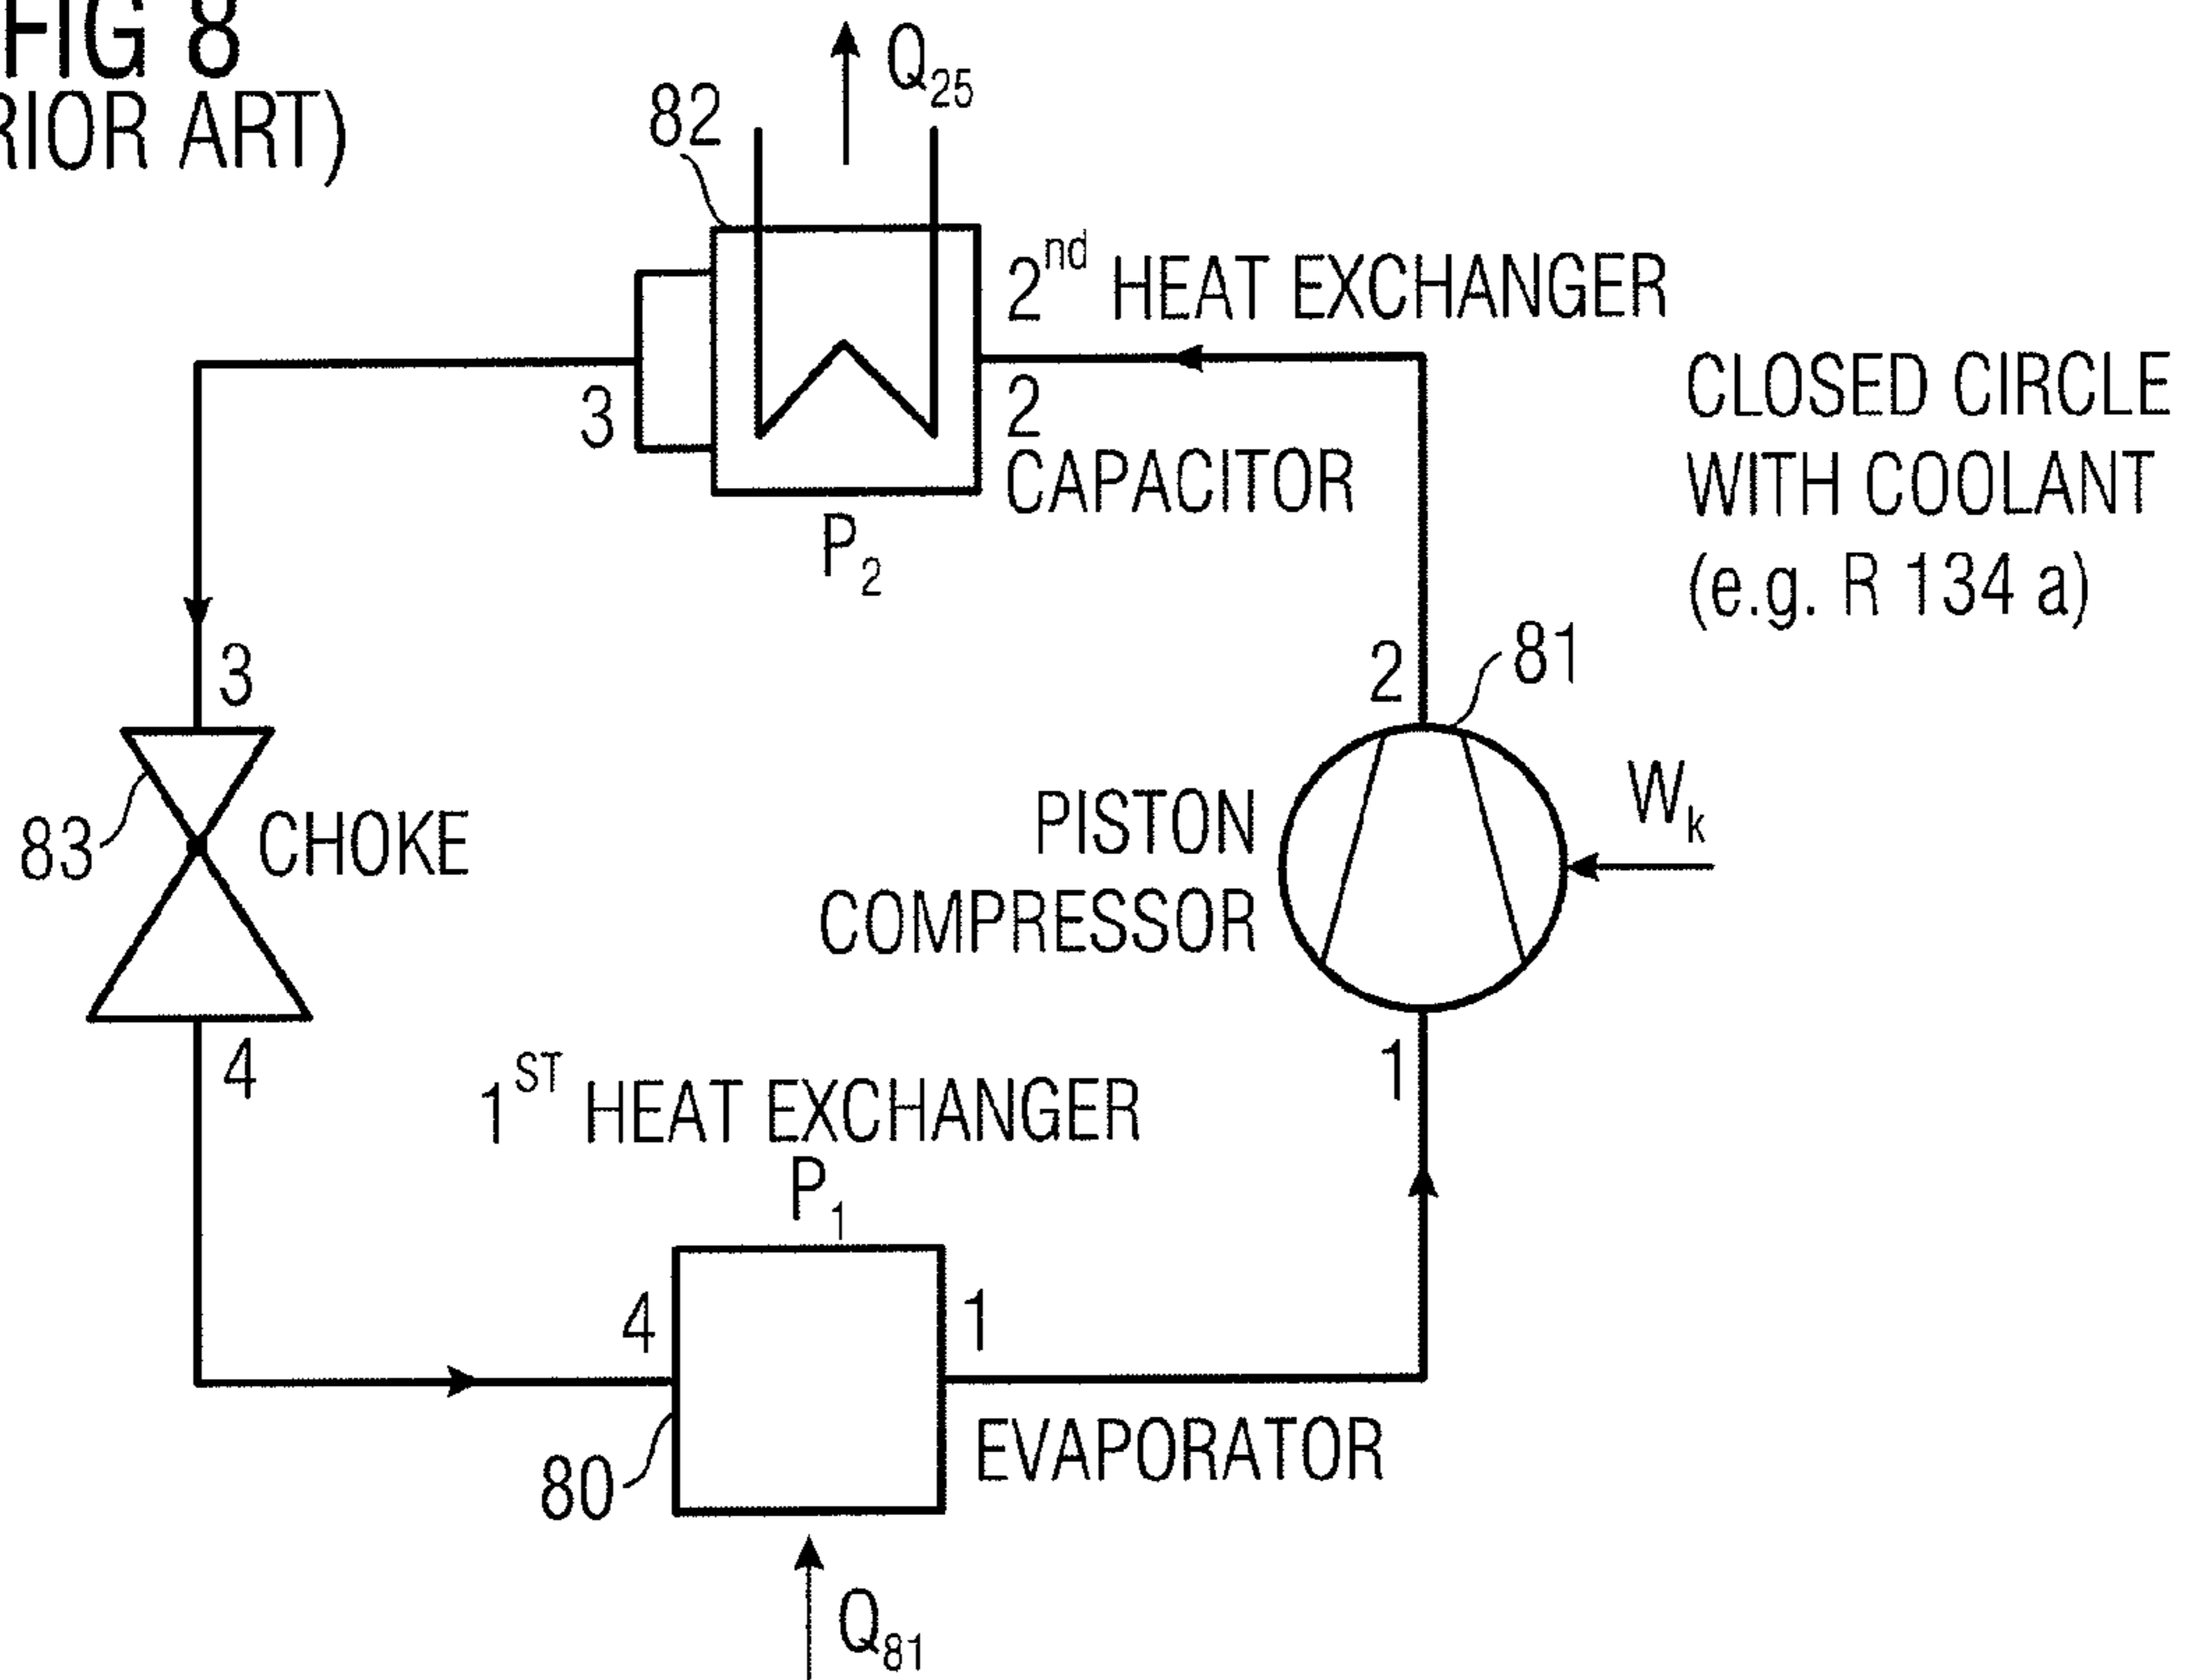 FIG 8
RIOR ART)
Q25
82
2nd HEAT EXCHANGER
2
CAPACITOR
3
P2
CLOSED CIRCLE
WITH COOLANT
(e.g. R 134 a)
3
83
CHOKE
4
2
81
PISTON
COMPRESSOR
Wk
1
1ST HEAT EXCHANGER
P1
4
1
80
EVAPORATOR
Q81